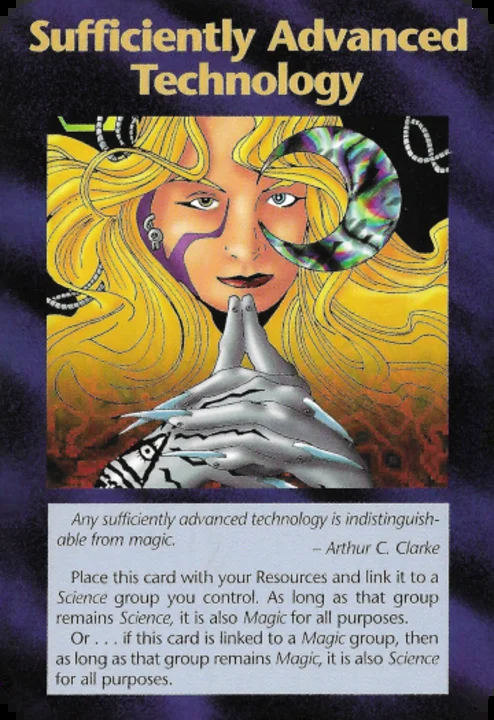 Sufficiently Advanced
Technology
Any sufficiently advanced technology is indistinguish-
able from magic.
– Arthur C. Clarke
Place this card with your Resources and link it to a
Science group you control. As long as that group
remains Science, it is also Magic for all purposes.
Or . . . if this card is linked to a Magic group, then
as long as that group remains Magic, it is also Science
for all purposes.